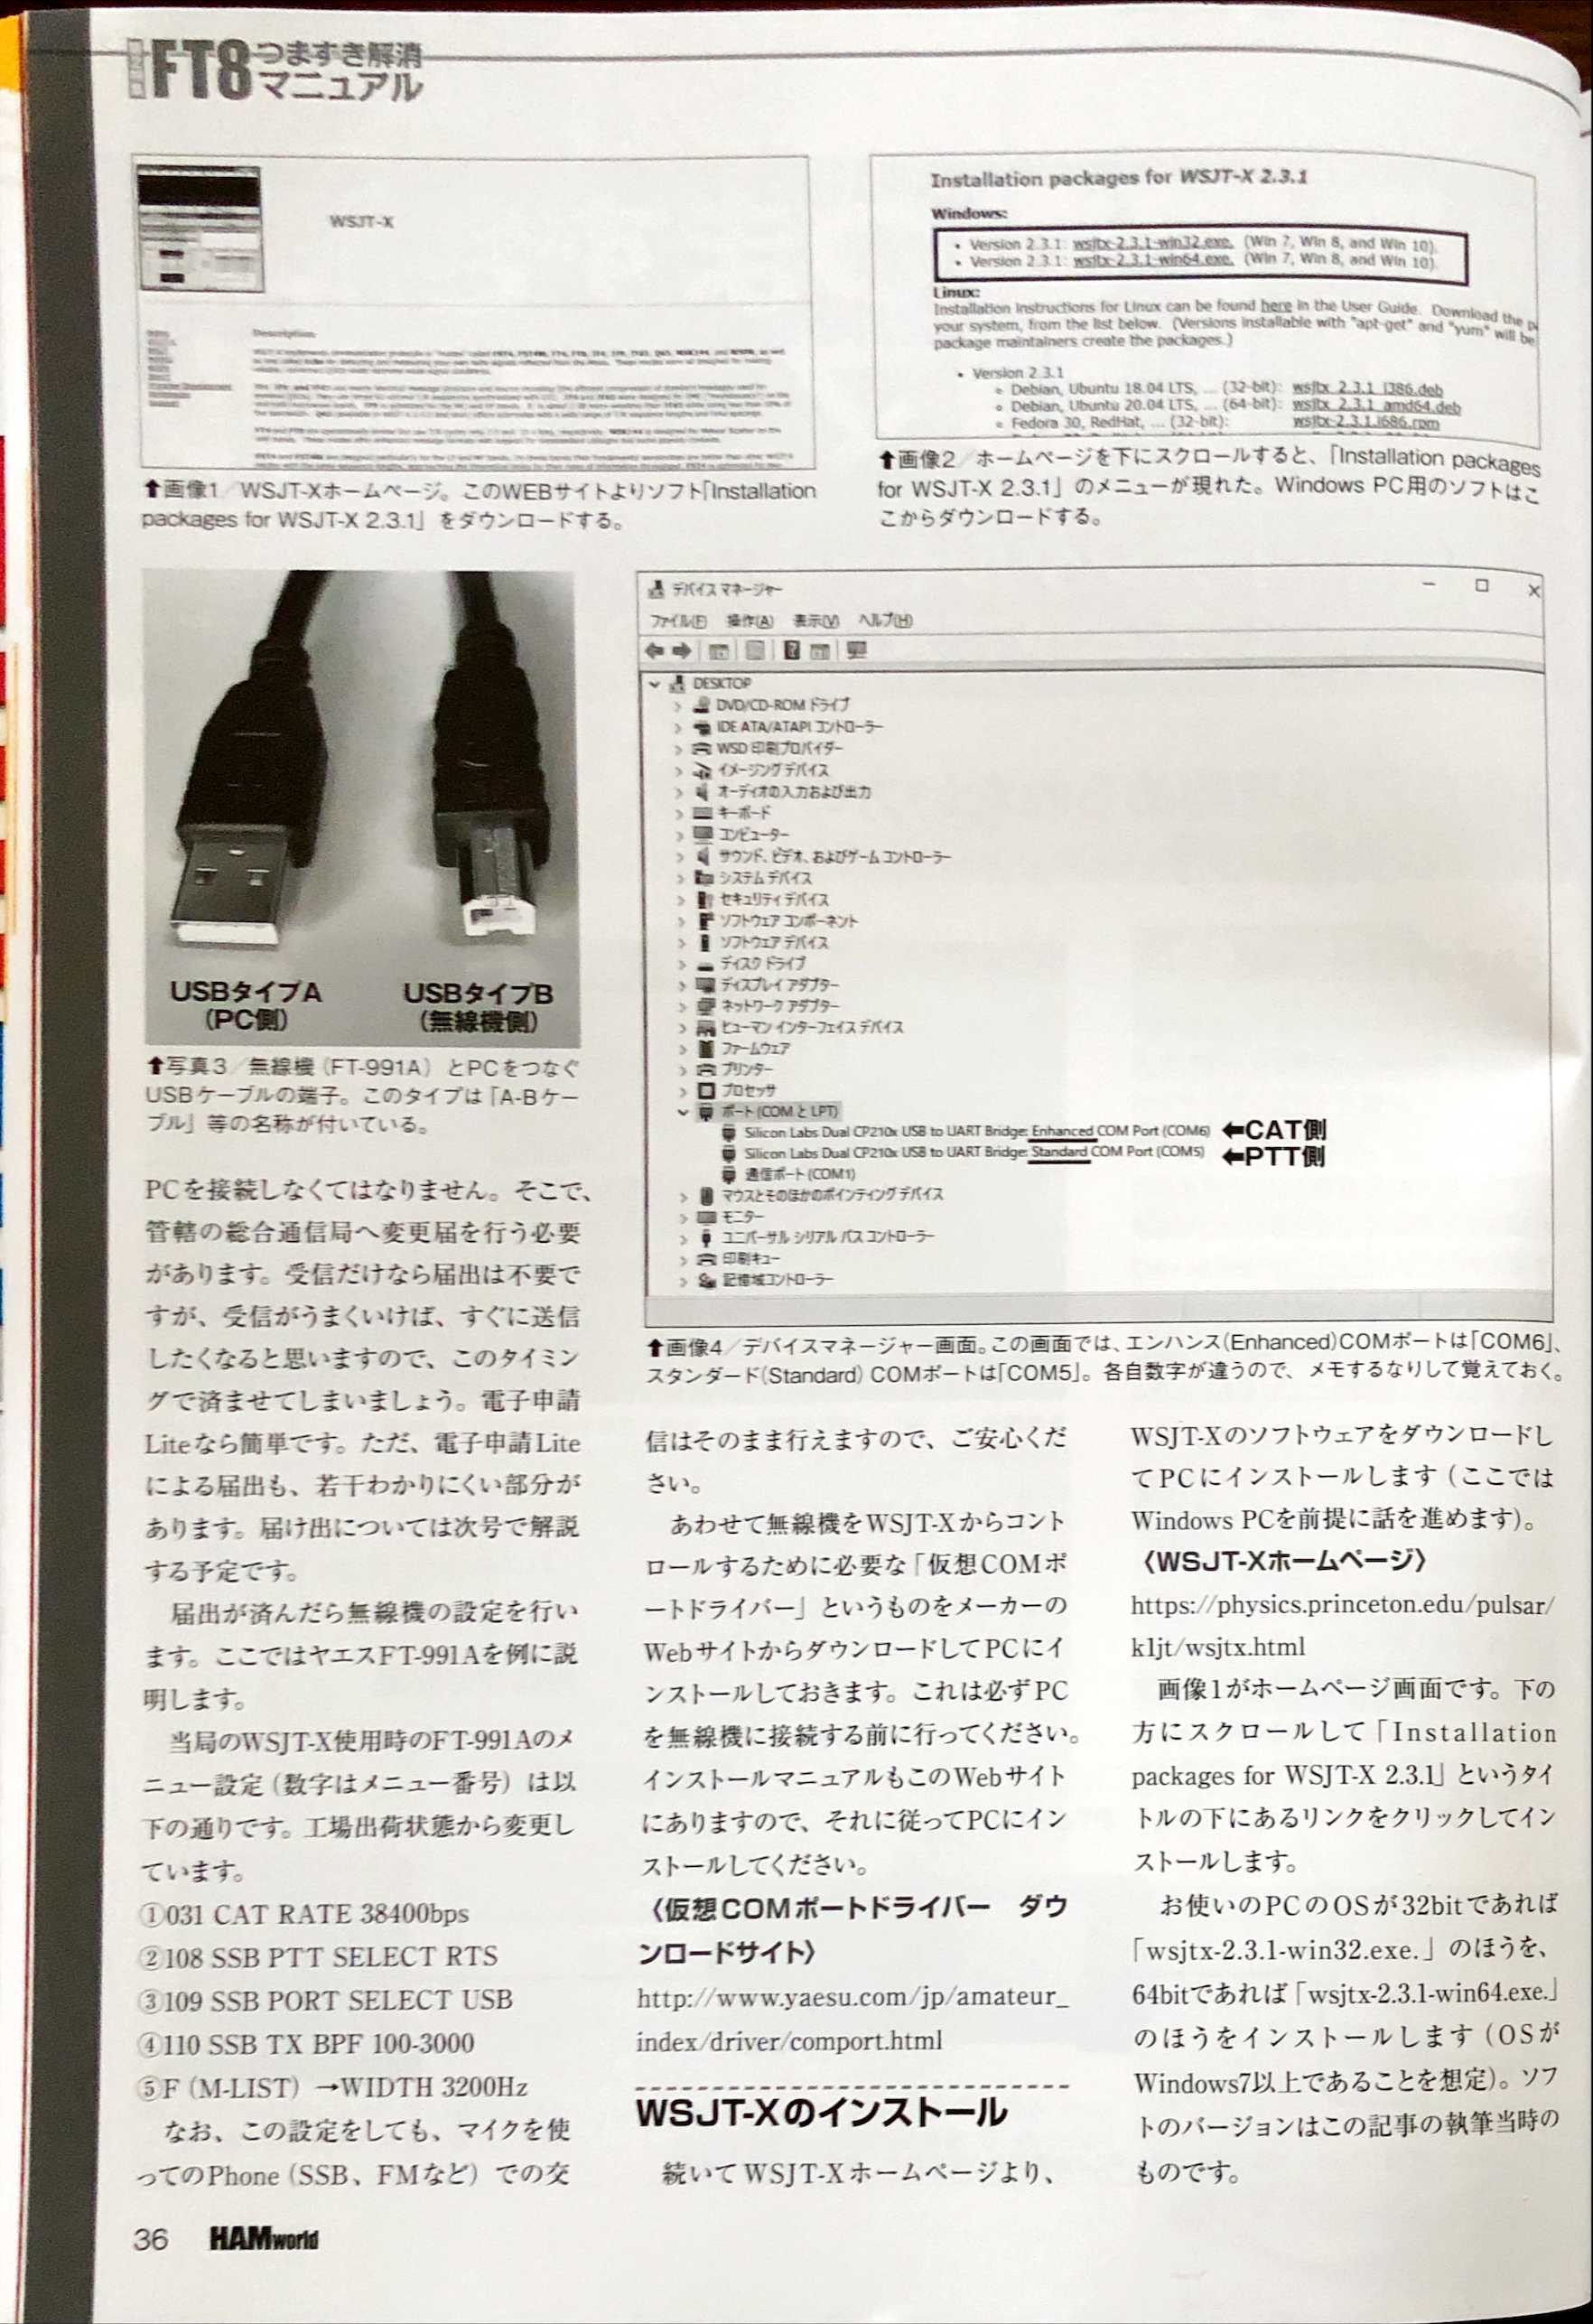 FT8つまずき解消
マニュアル
WSJT-X
Description
↑画像1／WSJT-Xホームページ。このWEBサイトよりソフト「Installation
packages for WSJT-X 2.3.1」をダウンロードする。
Installation packages for WSJT-X 2.3.1
Windows:
• Version 2.3.1: wsjtx-2.3.1-win32.exe. (Win 7, Win 8, and Win 10).
• Version 2.3.1: wsjtx-2.3.1-win64.exe. (Win 7, Win 8, and Win 10)
Linux:
Installation instructions for Linux can be found here in the User Guide. Download the p
your system, from the list below. (Versions installable with "apt-get" and "yum" will be
package maintainers create the packages.)
• Version 2.3.1
Debian, Ubuntu 18.04 LTS, ... (32-bit): wsjtx_2.3.1_i386.deb
Debian, Ubuntu 20.04 LTS, ... (64-bit): wsjtx_2.3.1_amd64.deb
Fedora 30, RedHat, ... (32-bit): wsjtx-2.3.1.i686.rpm
↑画像2／ホームページを下にスクロールすると、「Installation packages
for WSJT-X 2.3.1」のメニューが現れた。Windows PC用のソフトはこ
こからダウンロードする。
USBタイプA
(PC側)
USBタイプB
(無線機側)
↑写真3／無線機（FT-991A）とPCをつなぐ
USBケーブルの端子。このタイプは「A-Bケー
ブル」等の名称が付いている。
デバイス マネージャー
ファイル(F) 操作(A) 表示(V) ヘルプ(H)
DESKTOP
DVD/CD-ROM ドライブ
IDE ATA/ATAPI コントローラー
WSD 印刷プロバイダー
イメージング デバイス
オーディオの入力および出力
キーボード
コンピューター
サウンド、ビデオ、およびゲーム コントローラー
システム デバイス
セキュリティ デバイス
ソフトウェア コンポーネント
ソフトウェア デバイス
ディスク ドライブ
ディスプレイ アダプター
ネットワーク アダプター
ヒューマン インターフェイス デバイス
ファームウェア
プリンター
プロセッサ
ポート (COM と LPT)
Silicon Labs Dual CP210x USB to UART Bridge: Enhanced COM Port (COM6) ←CAT側
Silicon Labs Dual CP210x USB to UART Bridge: Standard COM Port (COM5) ←PTT側
通信ポート (COM1)
マウスとそのほかのポインティング デバイス
モニター
ユニバーサル シリアル バス コントローラー
印刷キュー
記憶域コントローラー
↑画像4／デバイスマネージャー画面。この画面では、エンハンス(Enhanced)COMポートは「COM6」、
スタンダード(Standard) COMポートは「COM5」。各自数字が違うので、メモするなりして覚えておく。
PCを接続しなくてはなりません。そこで、
管轄の総合通信局へ変更届を行う必要
があります。受信だけなら届出は不要で
すが、受信がうまくいけば、すぐに送信
したくなると思いますので、このタイミン
グで済ませてしまいましょう。電子申請
Liteなら簡単です。ただ、電子申請Lite
による届出も、若干わかりにくい部分が
あります。届け出については次号で解説
する予定です。
届出が済んだら無線機の設定を行い
ます。ここではヤエスFT-991Aを例に説
明します。
当局のWSJT-X使用時のFT-991Aのメ
ニュー設定（数字はメニュー番号）は以
下の通りです。工場出荷状態から変更し
ています。
①031 CAT RATE 38400bps
②108 SSB PTT SELECT RTS
③109 SSB PORT SELECT USB
④110 SSB TX BPF 100-3000
⑤F（M-LIST）→WIDTH 3200Hz
なお、この設定をしても、マイクを使
ってのPhone（SSB、FMなど）での交
信はそのまま行えますので、ご安心くだ
さい。
あわせて無線機をWSJT-Xからコント
ロールするために必要な「仮想COMポ
ートドライバー」というものをメーカーの
WebサイトからダウンロードしてPCにイ
ンストールしておきます。これは必ずPC
を無線機に接続する前に行ってください。
インストールマニュアルもこのWebサイト
にありますので、それに従ってPCにイン
ストールしてください。
〈仮想COMポートドライバー　ダウ
ンロードサイト〉
http://www.yaesu.com/jp/amateur_
index/driver/comport.html
WSJT-Xのインストール
続いてWSJT-Xホームページより、
WSJT-Xのソフトウェアをダウンロードし
てPCにインストールします（ここでは
Windows PCを前提に話を進めます）。
〈WSJT-Xホームページ〉
https://physics.princeton.edu/pulsar/
k1jt/wsjtx.html
画像1がホームページ画面です。下の
方にスクロールして「Installation
packages for WSJT-X 2.3.1」というタイ
トルの下にあるリンクをクリックしてイン
ストールします。
お使いのPCのOSが32bitであれば
「wsjtx-2.3.1-win32.exe.」のほうを、
64bitであれば「wsjtx-2.3.1-win64.exe.」
のほうをインストールします（OSが
Windows7以上であることを想定）。ソフ
トのバージョンはこの記事の執筆当時の
ものです。
36 HAMworld